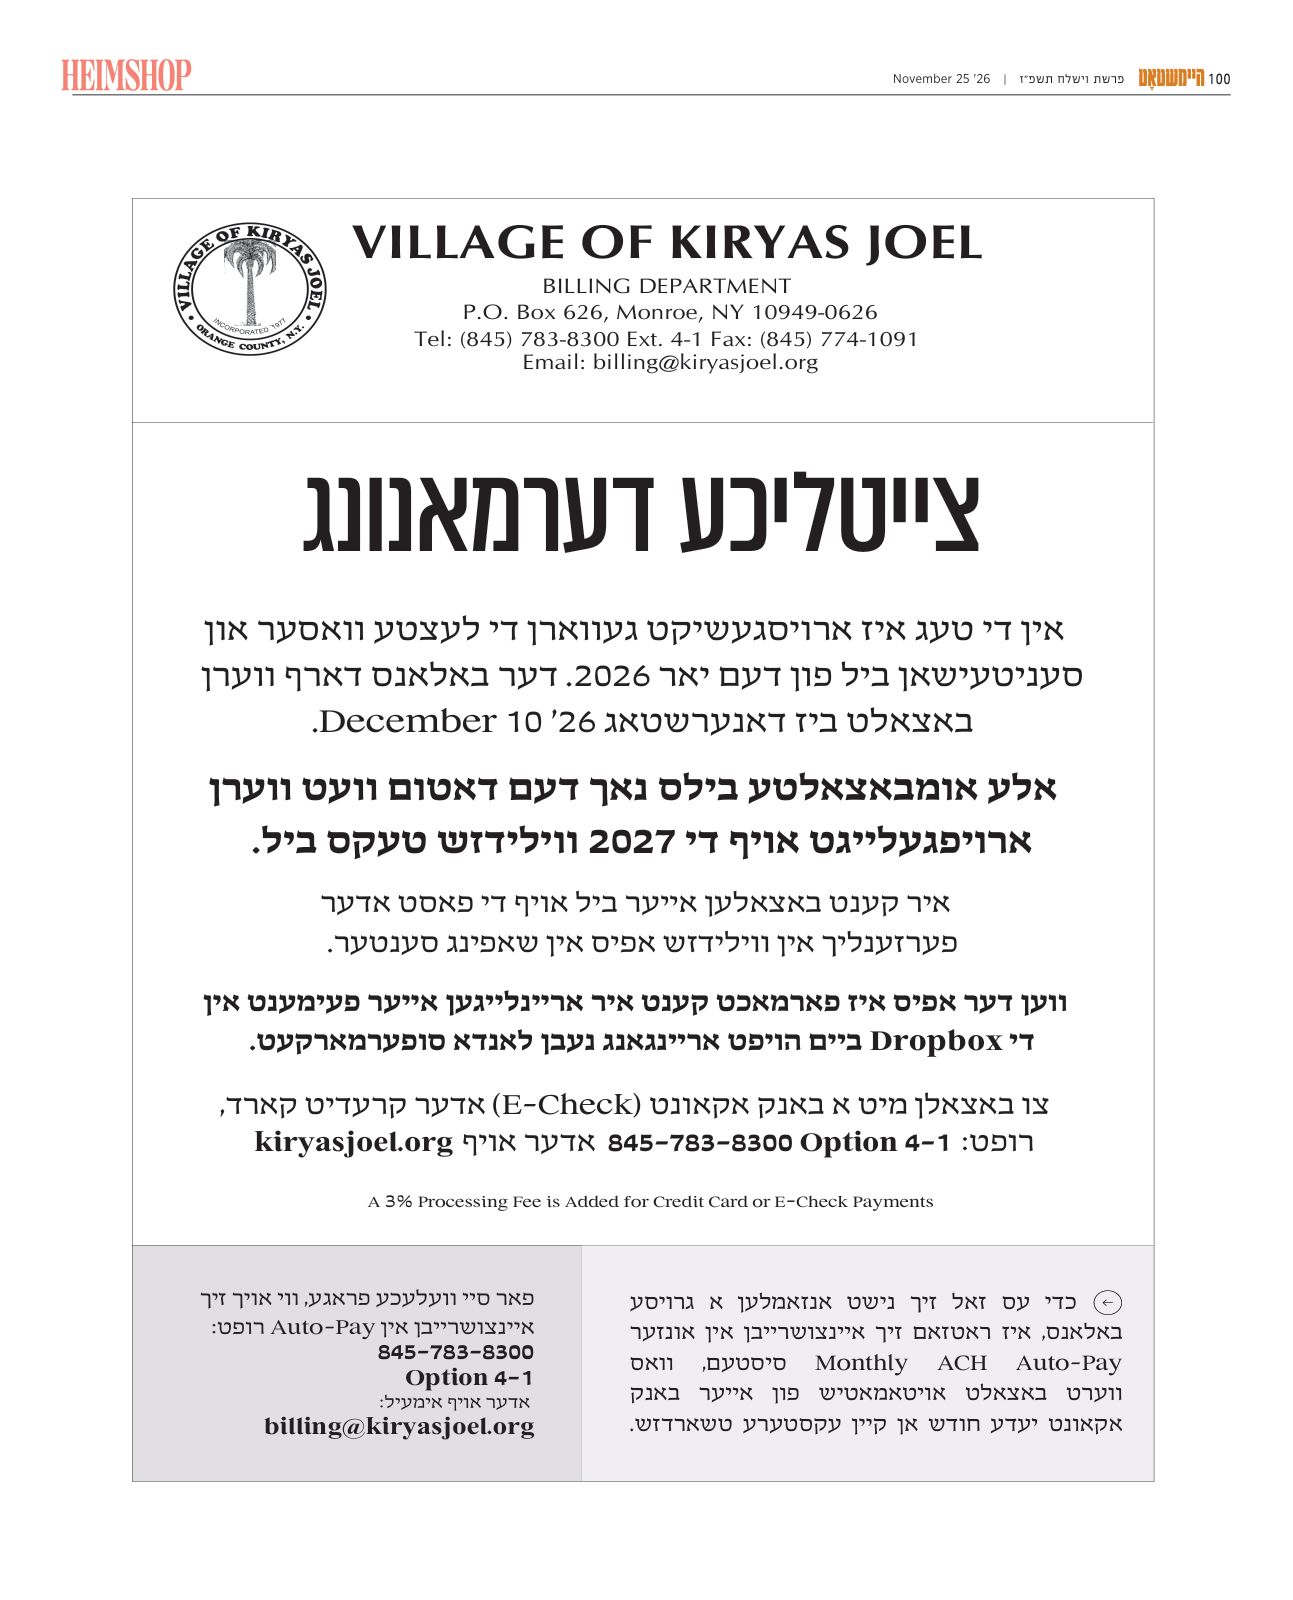 HEIMSHOP
100 היימשטאָט פרשת וישלח תשפ״ז | November 25 '26
VILLAGE OF KIRYAS JOEL
ORANGE COUNTY, N.Y.
INCORPORATED 1977
VILLAGE OF KIRYAS JOEL
BILLING DEPARTMENT
P.O. Box 626, Monroe, NY 10949-0626
Tel: (845) 783-8300 Ext. 4-1 Fax: (845) 774-1091
Email: billing@kiryasjoel.org
צייטליכע דערמאנונג
אין די טעג איז ארויסגעשיקט געווארן די לעצטע וואסער און
סעניטעישאן ביל פון דעם יאר 2026. דער באלאנס דארף ווערן
באצאלט ביז דאנערשטאג December 10 '26.
אלע אומבאצאלטע בילס נאך דעם דאטום וועט ווערן
ארויפגעלייגט אויף די 2027 ווילידזש טעקס ביל.
איר קענט באצאלען אייער ביל אויף די פאסט אדער
פערזענליך אין ווילידזש אפיס אין שאפינג סענטער.
ווען דער אפיס איז פארמאכט קענט איר אריינלייגען אייער פעימענט אין
די Dropbox ביים הויפט אריינגאנג נעבן לאנדא סופערמארקעט.
צו באצאלן מיט א באנק אקאונט (E-Check) אדער קרעדיט קארד,
רופט: 845-783-8300 Option 4-1 אדער אויף kiryasjoel.org
A 3% Processing Fee is Added for Credit Card or E-Check Payments
כדי עס זאל זיך נישט אנזאמלען א גרויסע
באלאנס, איז ראטזאם זיך איינצושרייבן אין אונזער
Monthly ACH Auto-Pay סיסטעם, וואס
ווערט באצאלט אויטאמאטיש פון אייער באנק
אקאונט יעדע חודש אן קיין עקסטערע טשארדזש.
פאר סיי וועלעכע פראגע, ווי אויך זיך
איינצושרייבן אין Auto-Pay רופט:
845-783-8300
Option 4-1
אדער אויף אימעיל:
billing@kiryasjoel.org